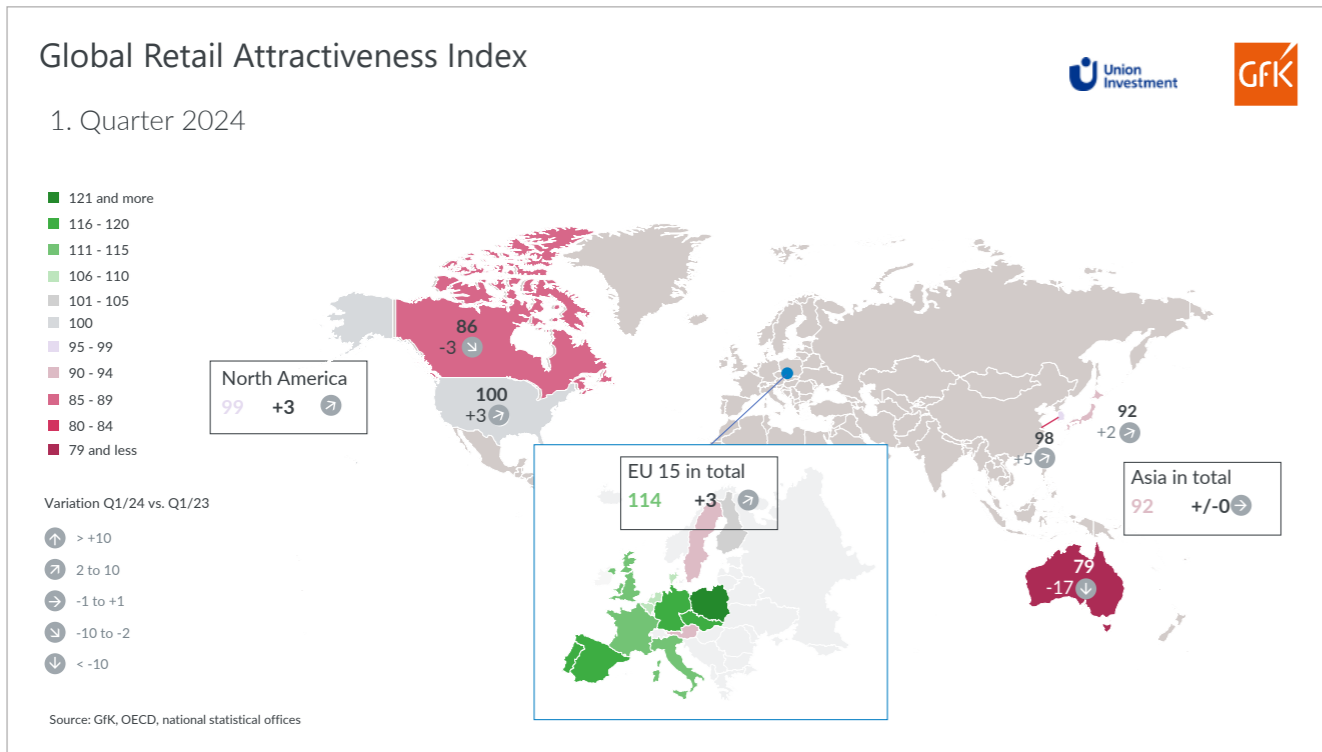 Global Retail Attractiveness Index
Union
Investment
GfK
1. Quarter 2024
121 and more
116 - 120
111 - 115
106 - 110
101 - 105
100
95 - 99
90 - 94
85 - 89
80 - 84
79 and less
86
-3
100
+3
North America
99 +3
92
+2
98
+5
EU 15 in total
114 +3
Asia in total
92 +/-0
79
-17
Variation Q1/24 vs. Q1/23
> +10
2 to 10
-1 to +1
-10 to -2
< -10
Source: GfK, OECD, national statistical offices